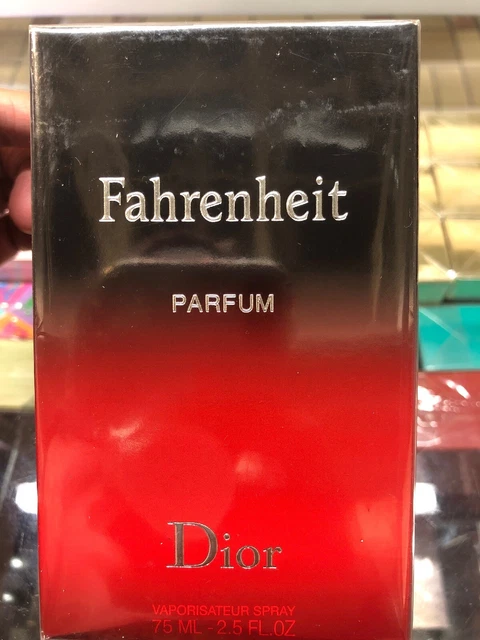 Fahrenheit
PARFUM
Dior
VAPORISATEUR SPRAY
75 ML - 2.5 FL.OZ